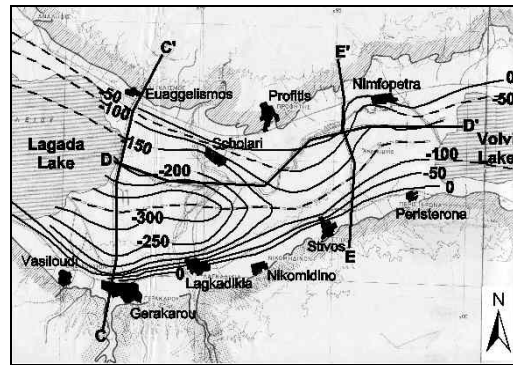 C'
E'
0
-50
Nimfopetra
-50
Euaggelismos
-100
Profitis
D'
Lagada
Lake
-150
Scholari
Volvi
Lake
D
-200
-100
-50
0
-300
Peristerona
-250
Stivos
Vasiloudi
0
E
Lagkadikia
Nikomidino
Gerakarou
C
N